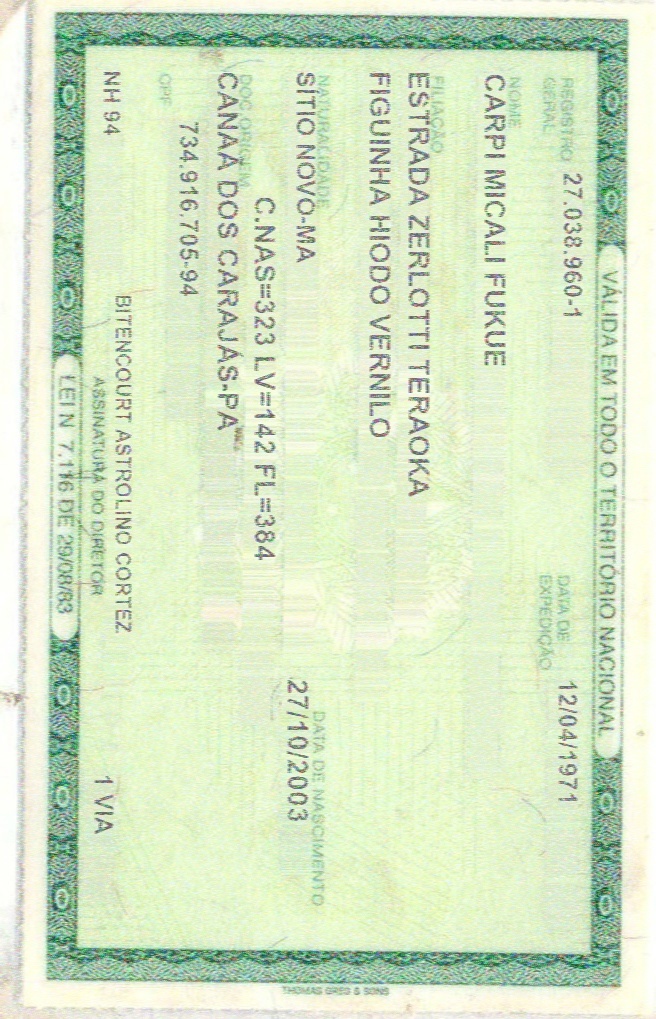 VÁLIDA EM TODO O TERRITÓRIO NACIONAL
REGISTRO GERAL 27.038.960-1 DATA DE EXPEDIÇÃO 12/04/1971
NOME
CARPI MICALI FUKUE
FILIAÇÃO
ESTRADA ZERLOTTI TERAOKA
FIGUINHA HIODO VERNILO
NATURALIDADE DATA DE NASCIMENTO
SÍTIO NOVO-MA 27/10/2003
DOC ORIGEM C.NAS=323 LV=142 FL=384
CANAÃ DOS CARAJÁS-PA
CPF 734.916.705-94
NH 94 BITENCOURT ASTROLINO CORTEZ 1 VIA
ASSINATURA DO DIRETOR
LEI N 7.116 DE 29/08/83
THOMAS GREG & SONS